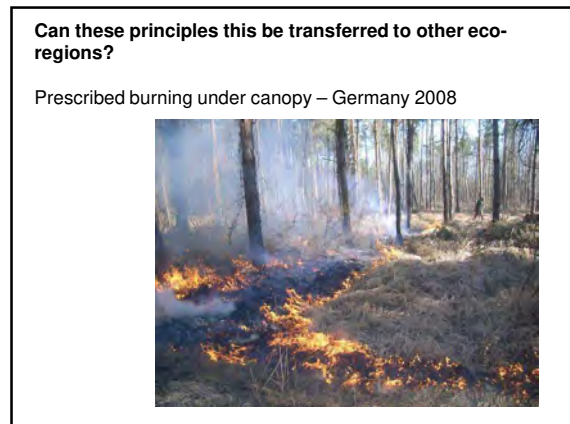 Can these principles this be transferred to other eco-
regions?
Prescribed burning under canopy – Germany 2008